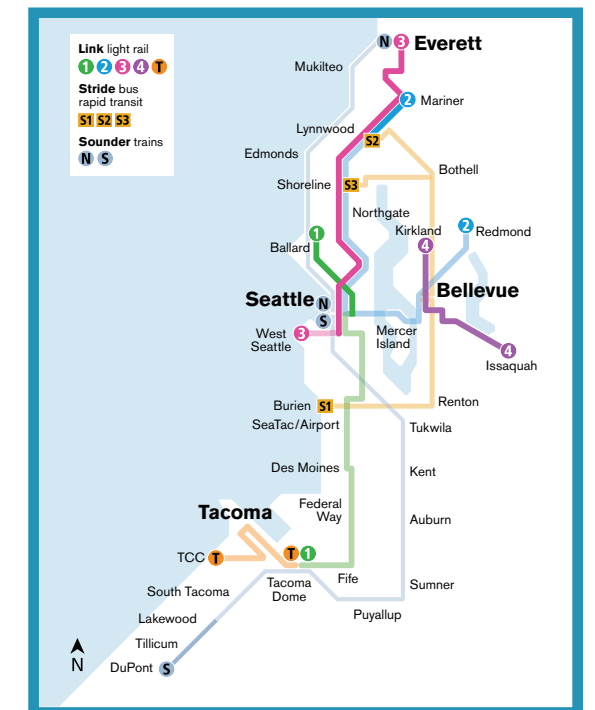 Link light rail
1 2 3 4 T
Stride bus
rapid transit
S1 S2 S3
Sounder trains
N S
N 3 Everett
Mukilteo
2 Mariner
Lynnwood
S2
Edmonds
Bothell
Shoreline S3
Northgate
Kirkland
4
2 Redmond
1
Ballard
Bellevue
Seattle N
S
West
Seattle
3
Mercer
Island
4
Issaquah
Burien S1
Renton
SeaTac/Airport
Tukwila
Des Moines
Kent
Federal
Way
Tacoma
Auburn
TCC T
T 1
Tacoma
Dome
Fife
Sumner
South Tacoma
Puyallup
Lakewood
Tillicum
DuPont S
N